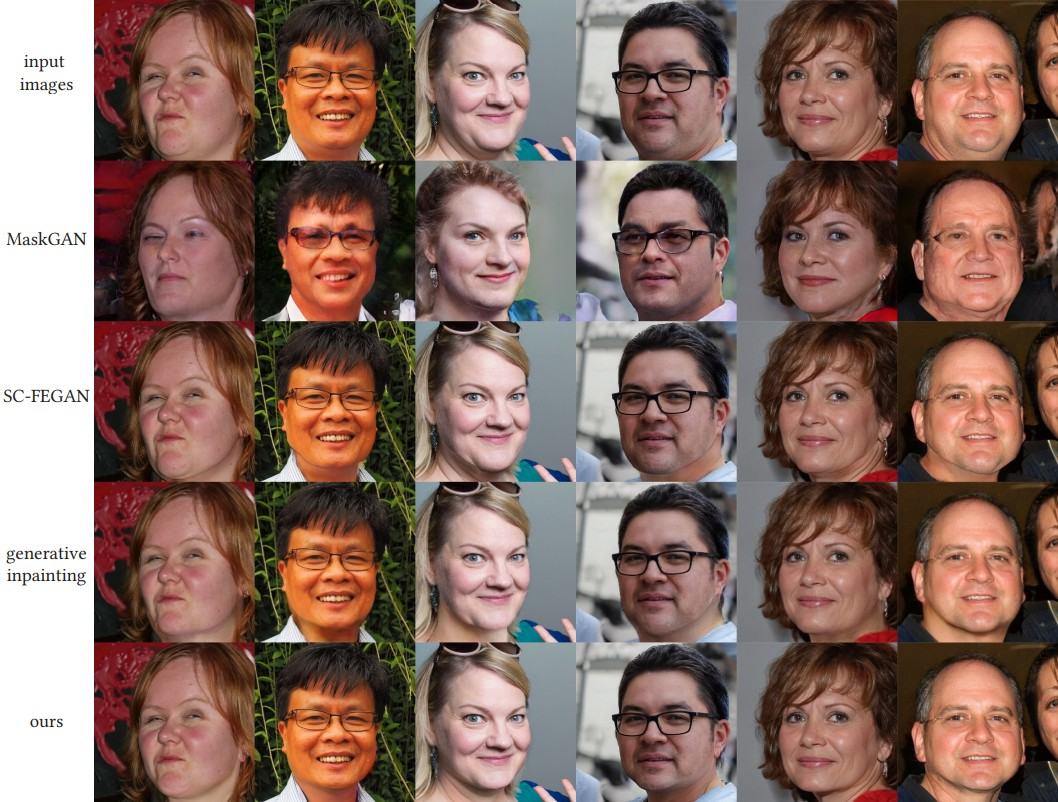 input
images
MaskGAN
SC-FEGAN
generative
inpainting
ours